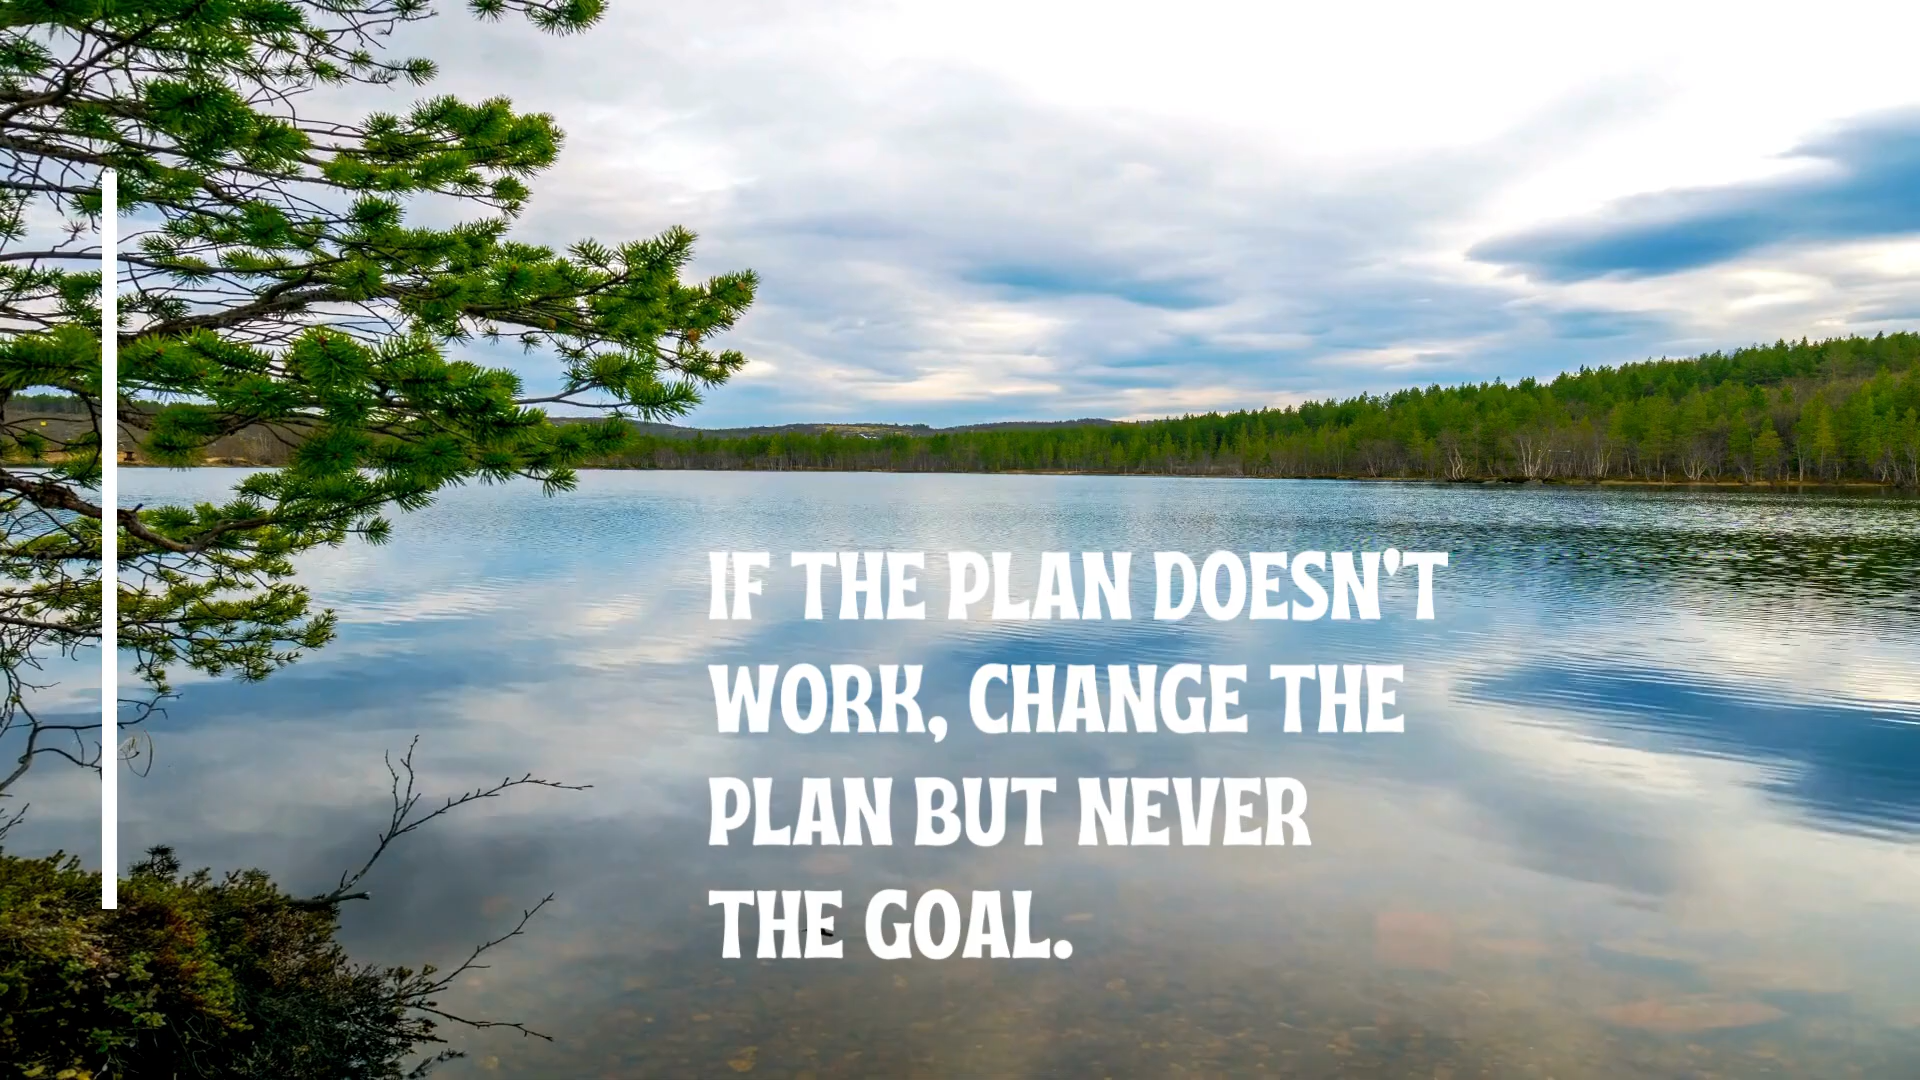 IF THE PLAN DOESN'T
WORK, CHANGE THE
PLAN BUT NEVER
THE GOAL.